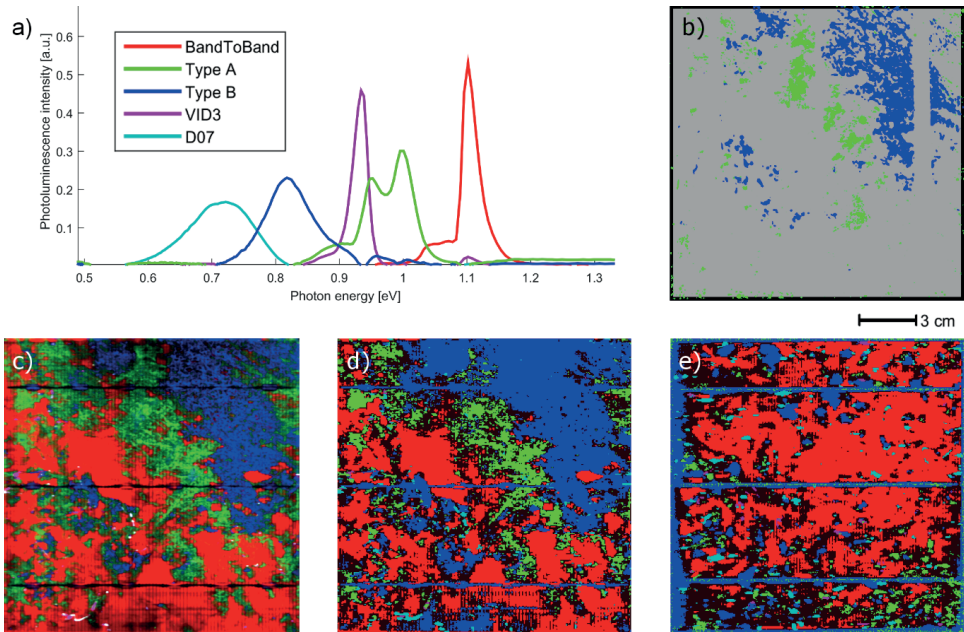 a)
Photoluminescence intensity [a.u.]
0.6
0.5
0.4
0.3
0.2
0.1
BandToBand
Type A
Type B
VID3
D07
0.5 0.6 0.7 0.8 0.9 1 1.1 1.2 1.3
Photon energy [eV]
b)
3 cm
c)
d)
e)